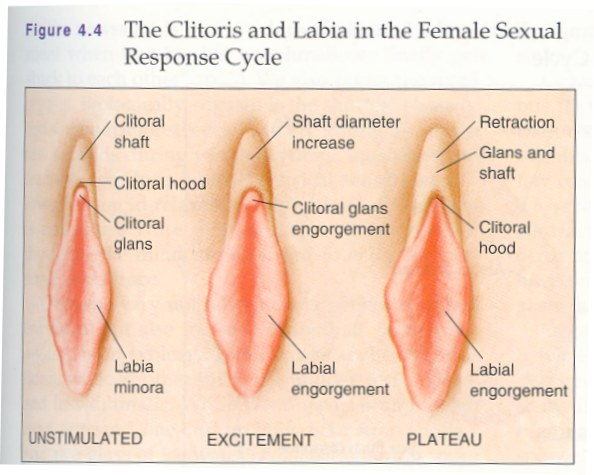 Figure 4.4 The Clitoris and Labia in the Female Sexual
Response Cycle
Clitoral
shaft
Clitoral hood
Clitoral
glans
Labia
minora
UNSTIMULATED
Shaft diameter
increase
Clitoral glans
engorgement
Labial
engorgement
EXCITEMENT
Retraction
Glans and
shaft
Clitoral
hood
Labial
engorgement
PLATEAU